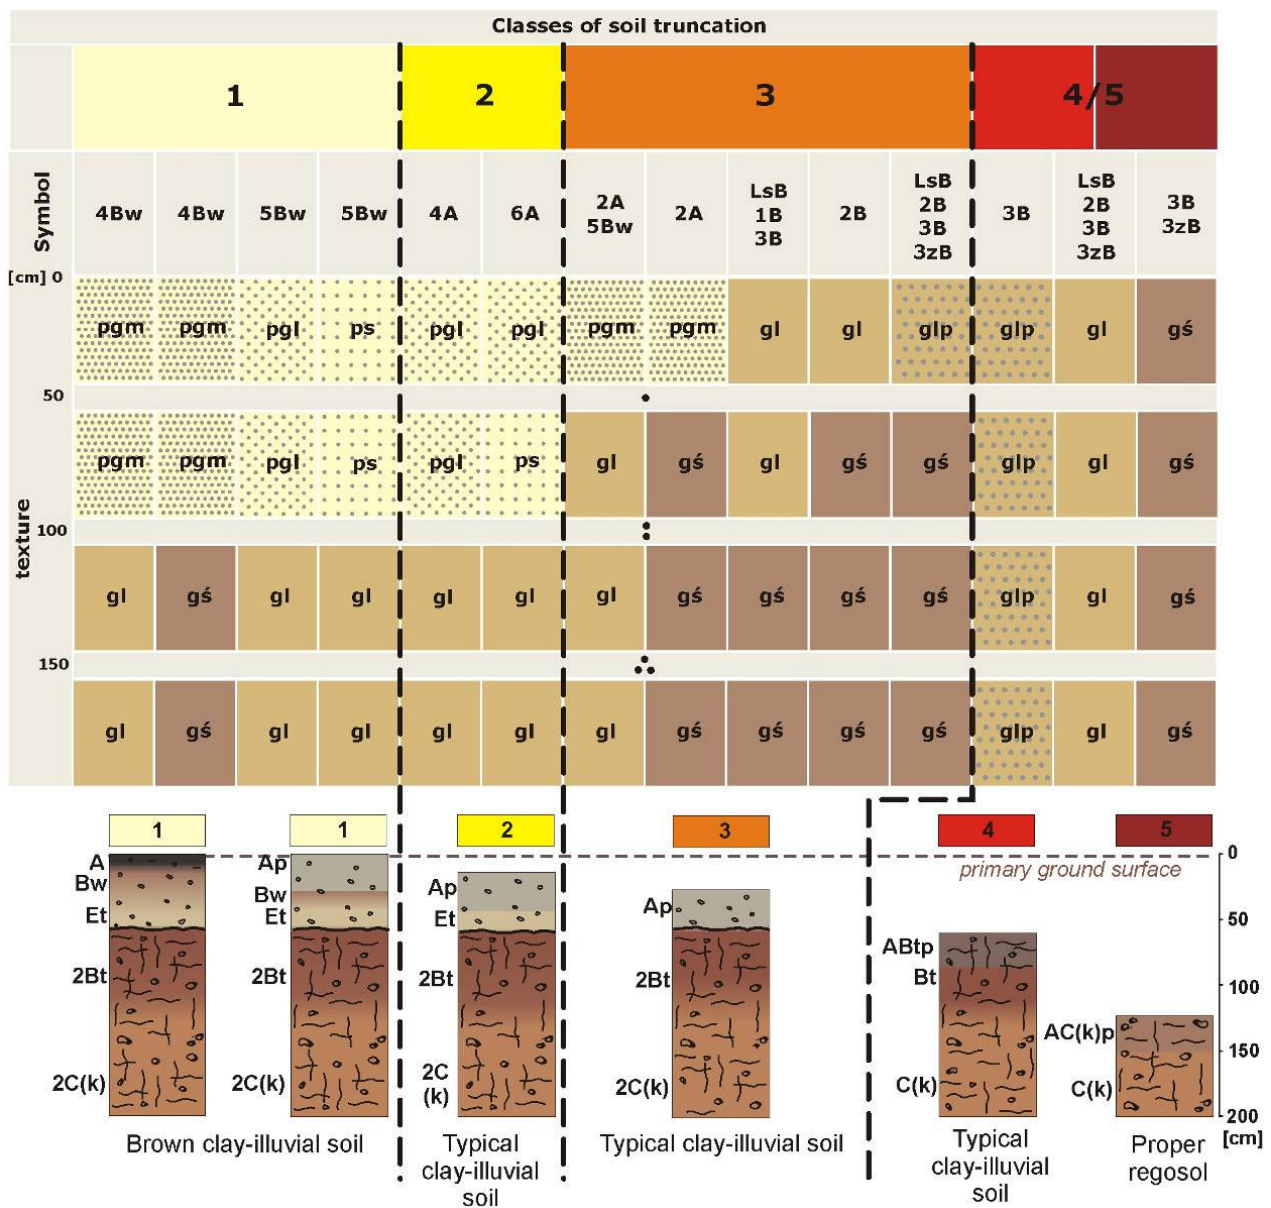 Classes of soil truncation
1 2 3 4/5
Symbol
4Bw 4Bw 5Bw 5Bw 4A 6A 2A 5Bw 2A LsB 1B 3B 2B LsB 2B 3B 3zB 3B LsB 2B 3B 3zB 3B 3zB
[cm] 0
pgm pgm pgl ps pgl pgl pgm pgm gl gl glp glp gl gś
50
pgm pgm pgl ps pgl ps gl gś gl gś gś glp gl gś
texture
100
gl gś gl gl gl gl gl gś gś gś gś glp gl gś
150
gl gś gl gl gl gl gl gś gś gś gś glp gl gś
1 1 2 3 4 5
primary ground surface
A
Bw
Et
2Bt
2C(k)
Ap
Bw
Et
2Bt
2C(k)
Ap
Et
2Bt
2C
(k)
Ap
2Bt
2C(k)
ABtp
Bt
C(k)
AC(k)p
C(k)
0
50
100
150
200
[cm]
Brown clay-illuvial soil
Typical
clay-illuvial
soil
Typical clay-illuvial soil
Typical
clay-illuvial
soil
Proper
regosol